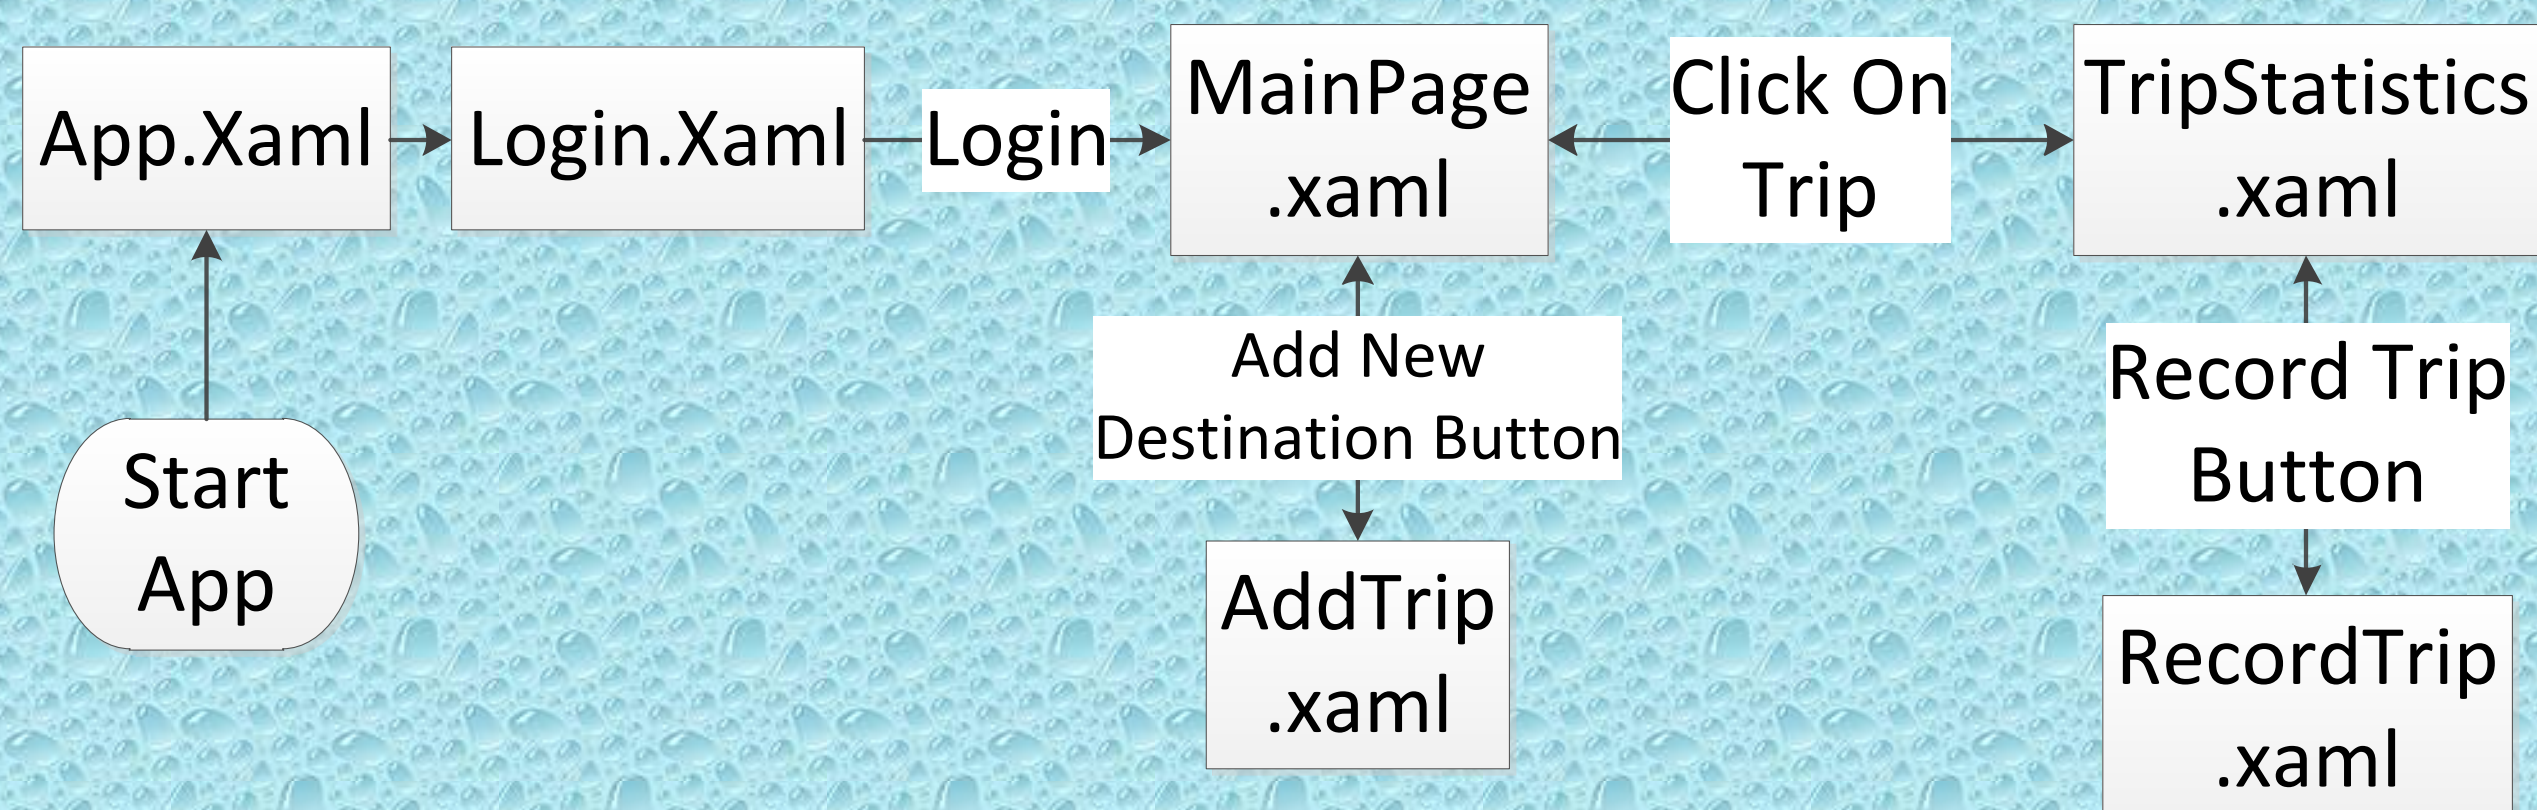 App.Xaml
Login.Xaml
Login
MainPage
.xaml
Click On
Trip
TripStatistics
.xaml
Add New
Destination Button
Record Trip
Button
Start
App
AddTrip
.xaml
RecordTrip
.xaml